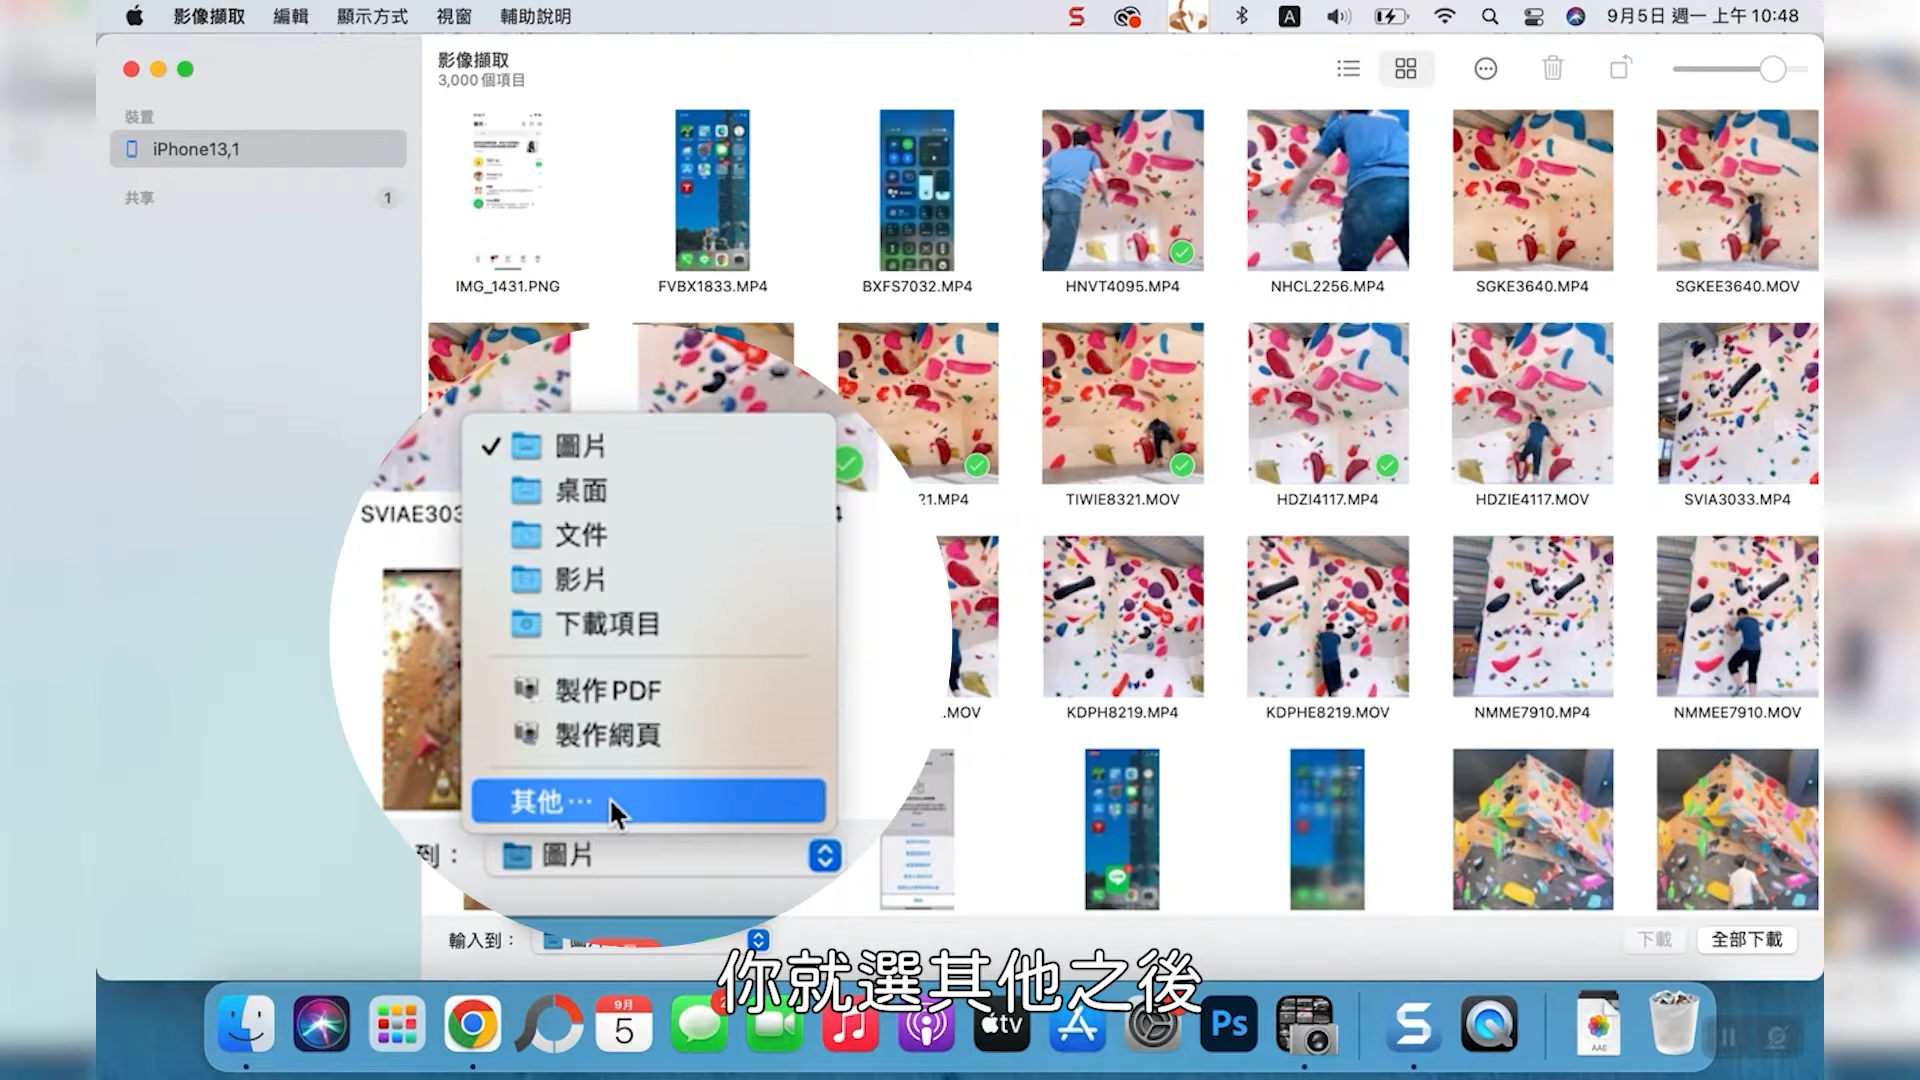 影像擷取 編輯 顯示方式 視窗 輔助說明
9月5日 週一 上午10:48
影像擷取
3,000 個項目
裝置
iPhone13,1
共享 1
IMG_1431.PNG FVBX1833.MP4 BXFS7032.MP4 HNVT4095.MP4 NHCL2256.MP4 SGKE3640.MP4 SGKEE3640.MOV
21.MP4 TIWIE8321.MOV HDZI4117.MP4 HDZIE4117.MOV SVIA3033.MP4
SVIAE303
圖片
桌面
文件
影片
下載項目
製作PDF
製作網頁
其他…
到：
圖片
.MOV KDPH8219.MP4 KDPHE8219.MOV NMME7910.MP4 NMMEE7910.MOV
輸入到：
下載 全部下載
你就選其他之後
9月
5
tv
Ps
AAE